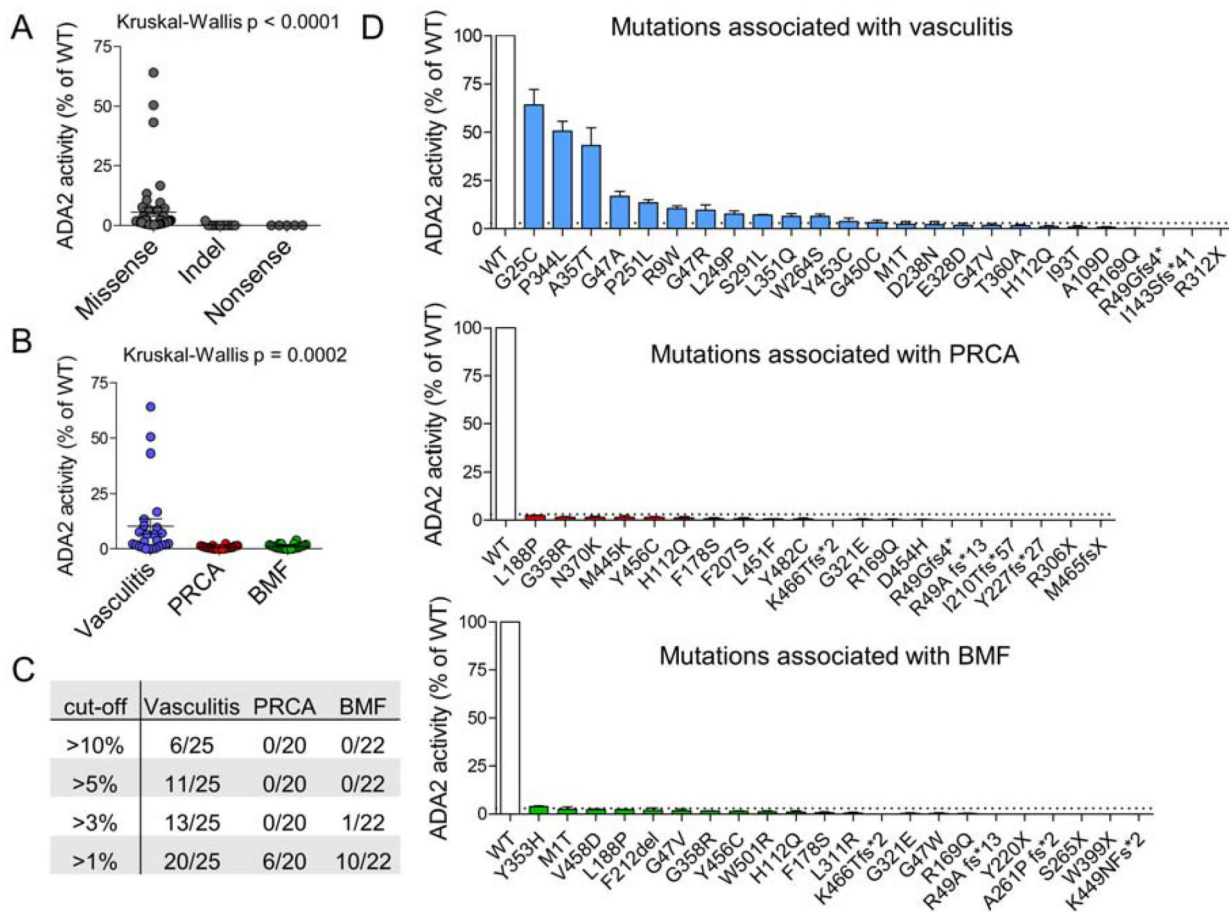 A
Kruskal-Wallis p < 0.0001
ADA2 activity (% of WT)
75
50
25
0
Missense
Indel
Nonsense
B
Kruskal-Wallis p = 0.0002
ADA2 activity (% of WT)
75
50
25
0
Vasculitis
PRCA
BMF
C
cut-off Vasculitis PRCA BMF
>10% 6/25 0/20 0/22
>5% 11/25 0/20 0/22
>3% 13/25 0/20 1/22
>1% 20/25 6/20 10/22
D
Mutations associated with vasculitis
ADA2 activity (% of WT)
100
75
50
25
0
WT
G25C
P344L
A357T
G47A
P251L
R9W
G47R
L249P
S291L
L351Q
W264S
Y453C
G450C
M1T
D238N
E328D
G47V
T360A
H112Q
I93T
A109D
R169Q
R49Gfs4*
I143Sfs*41
R312X
Mutations associated with PRCA
ADA2 activity (% of WT)
100
75
50
25
0
WT
L188P
G358R
N370K
M445K
Y456C
H112Q
F178S
F207S
L451F
Y482C
K466Tfs*2
G321E
R169Q
D454H
R49Gfs4*
R49A fs*13
I210Tfs*57
Y227fs*27
R306X
M465fsX
Mutations associated with BMF
ADA2 activity (% of WT)
100
75
50
25
0
WT
Y353H
M1T
V458D
L188P
F212del
G47V
G358R
Y456C
W501R
H112Q
F178S
L311R
K466Tfs*2
G321E
G47W
R169Q
R49A fs*13
Y220X
A261P fs*2
S265X
W399X
K449NFs*2